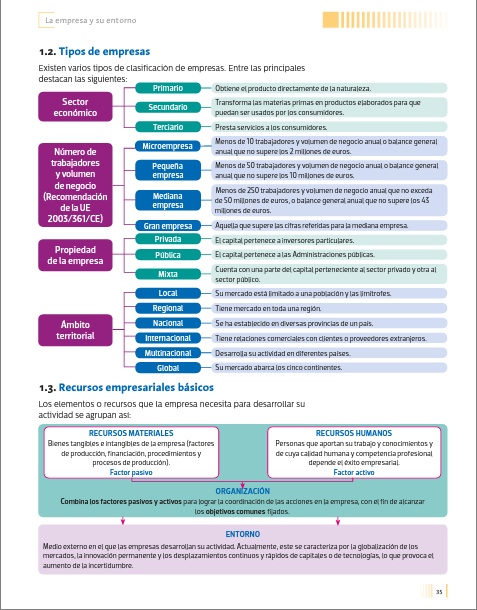 La empresa y su entorno
1.2. Tipos de empresas
Existen varios tipos de clasificación de empresas. Entre las principales
destacan las siguientes:
Sector
económico
Primario
Obtiene el producto directamente de la naturaleza.
Secundario
Transforma las materias primas en productos elaborados para que
puedan ser usados por los consumidores.
Terciario
Presta servicios a los consumidores.
Número de
trabajadores
y volumen
de negocio
(Recomendación
de la UE
2003/361/CE)
Microempresa
Menos de 10 trabajadores y volumen de negocio anual o balance general
anual que no supere los 2 millones de euros.
Pequeña
empresa
Menos de 50 trabajadores y volumen de negocio anual o balance general
anual que no supere los 10 millones de euros.
Mediana
empresa
Menos de 250 trabajadores y volumen de negocio anual que no exceda
de 50 millones de euros, o balance general anual que no supere los 43
millones de euros.
Gran empresa
Aquella que supere las cifras referidas para la mediana empresa.
Propiedad
de la empresa
Privada
El capital pertenece a inversores particulares.
Pública
El capital pertenece a las Administraciones públicas.
Mixta
Cuenta con una parte del capital perteneciente al sector privado y otra al
sector público.
Ámbito
territorial
Local
Su mercado está limitado a una población y las limítrofes.
Regional
Tiene mercado en toda una región.
Nacional
Se ha establecido en diversas provincias de un país.
Internacional
Tiene relaciones comerciales con clientes o proveedores extranjeros.
Multinacional
Desarrolla su actividad en diferentes países.
Global
Su mercado abarca los cinco continentes.
1.3. Recursos empresariales básicos
Los elementos o recursos que la empresa necesita para desarrollar su
actividad se agrupan así:
RECURSOS MATERIALES
Bienes tangibles e intangibles de la empresa (factores
de producción, financiación, procedimientos y
procesos de producción).
Factor pasivo
RECURSOS HUMANOS
Personas que aportan su trabajo y conocimientos y
de cuya calidad humana y competencia profesional
depende el éxito empresarial.
Factor activo
ORGANIZACIÓN
Combina los factores pasivos y activos para lograr la coordinación de las acciones en la empresa, con el fin de alcanzar
los objetivos comunes fijados.
ENTORNO
Medio externo en el que las empresas desarrollan su actividad. Actualmente, este se caracteriza por la globalización de los
mercados, la innovación permanente y los desplazamientos continuos y rápidos de capitales o de tecnologías, lo que provoca el
aumento de la incertidumbre.
35